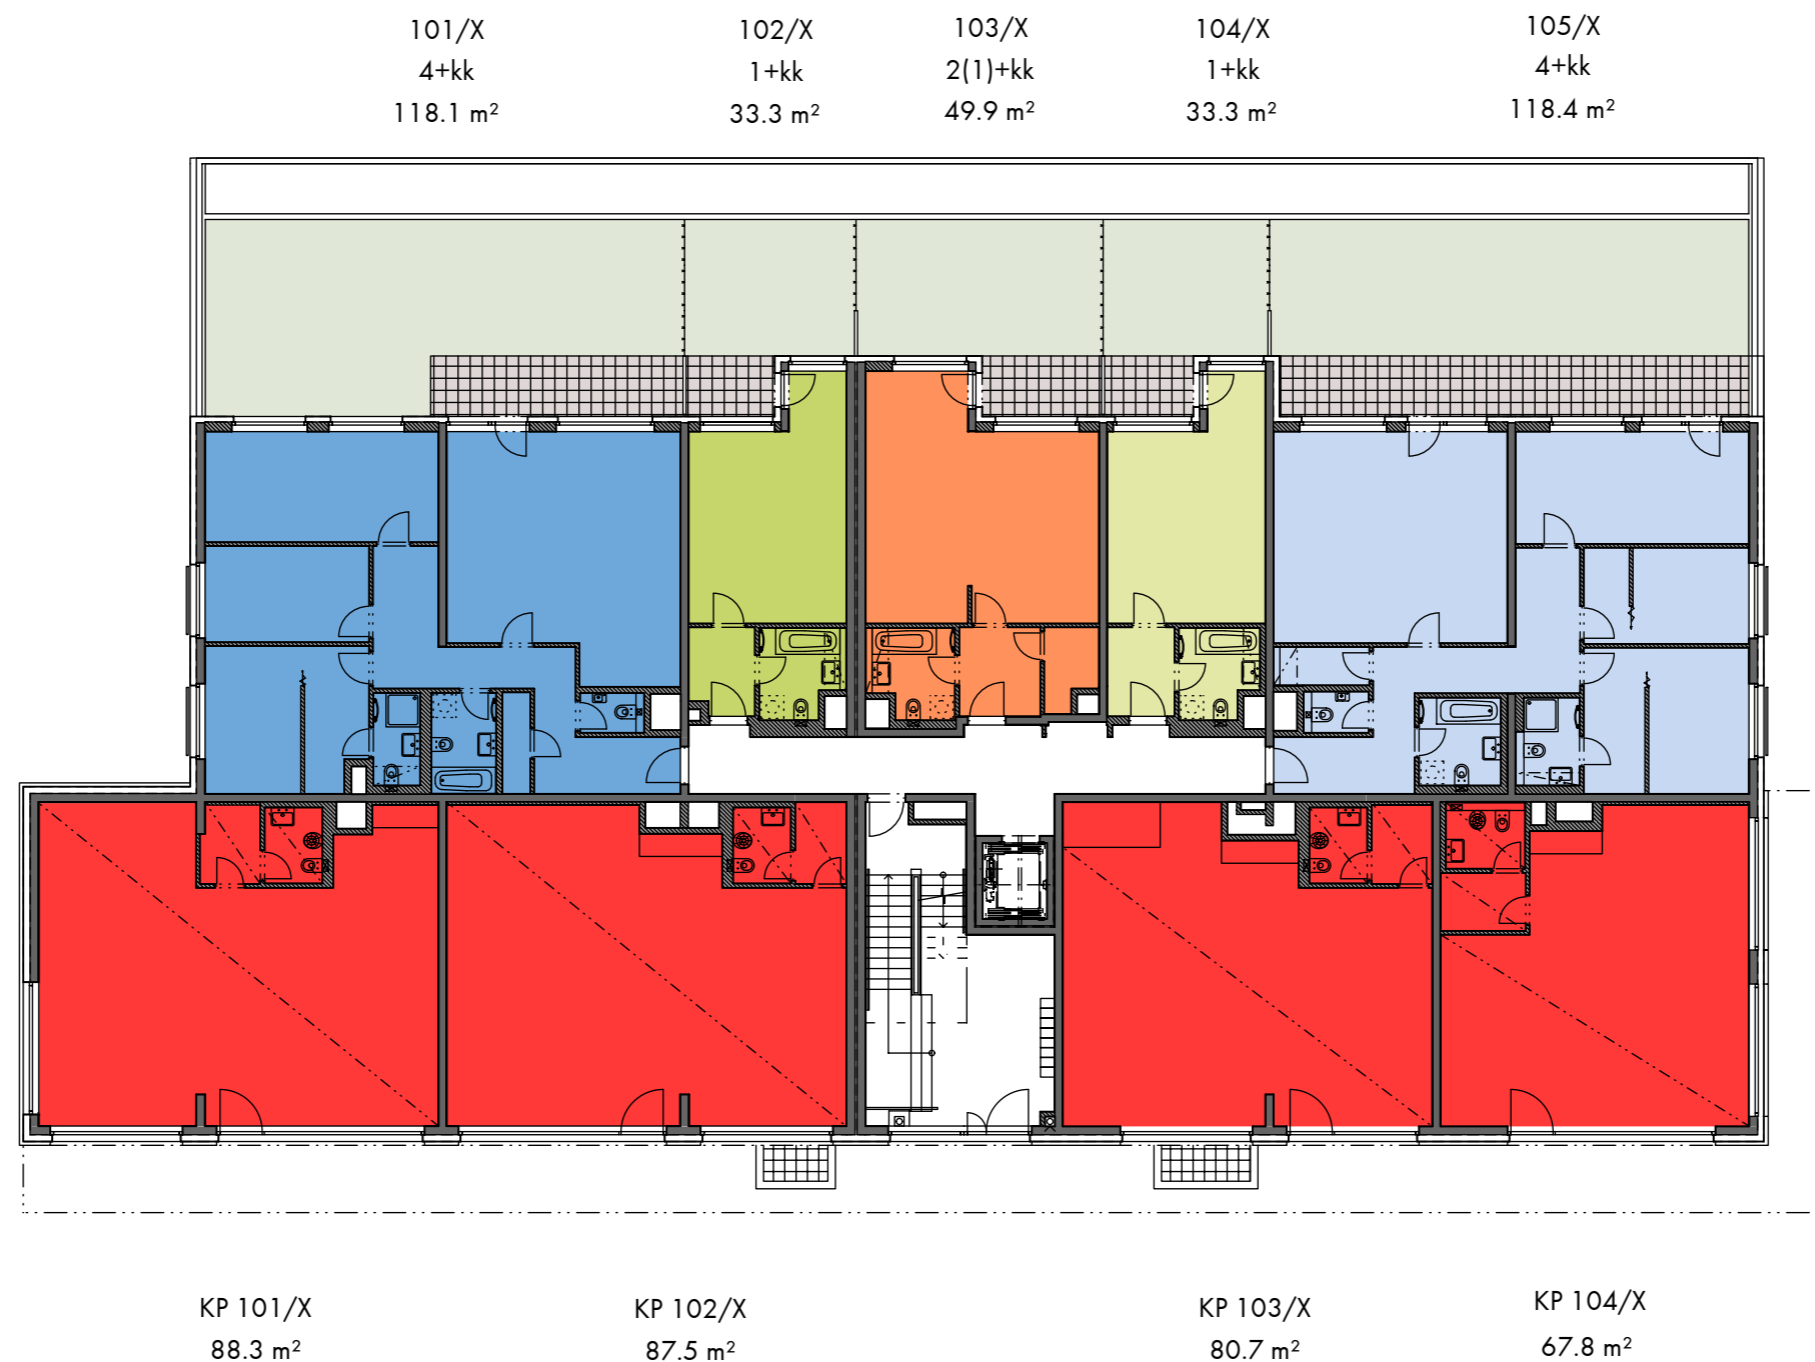 101/X
4+kk
118.1 m²
102/X
1+kk
33.3 m²
103/X
2(1)+kk
49.9 m²
104/X
1+kk
33.3 m²
105/X
4+kk
118.4 m²
KP 101/X
88.3 m²
KP 102/X
87.5 m²
KP 103/X
80.7 m²
KP 104/X
67.8 m²